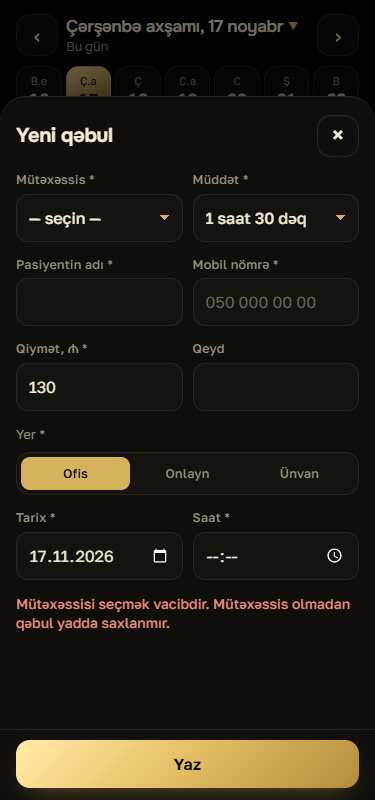 ‹
Çərşənbə axşamı, 17 noyabr ▼
Bu gün
›
B.e Ç.a Ç C.a C Ş B
Yeni qəbul
×
Mütəxəssis * Müddət *
— seçin — 1 saat 30 dəq
Pasiyentin adı * Mobil nömrə *
050 000 00 00
Qiymət, ₼ * Qeyd
130
Yer *
Ofis Onlayn Ünvan
Tarix * Saat *
17.11.2026 --:--
Mütəxəssisi seçmək vacibdir. Mütəxəssis olmadan
qəbul yadda saxlanmır.
Yaz